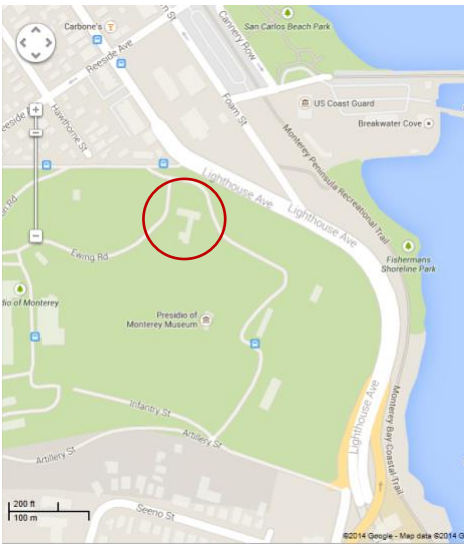 Carbone's
San Carlos Beach Park
Cannery Row
Reeside Ave
Foam St
US Coast Guard
Breakwater Cove
Hawthorne St
Monterey Peninsula Recreational Trail
Lighthouse Ave
Lighthouse Ave
Ewing Rd
Fishermans
Shoreline Park
Presidio of
Monterey Museum
of Monterey
Infantry St
Artillery St
Artillery St
Lighthouse Ave
Monterey Bay Coastal Trail
Seeno St
200 ft
100 m
©2014 Google - Map data ©2014 G